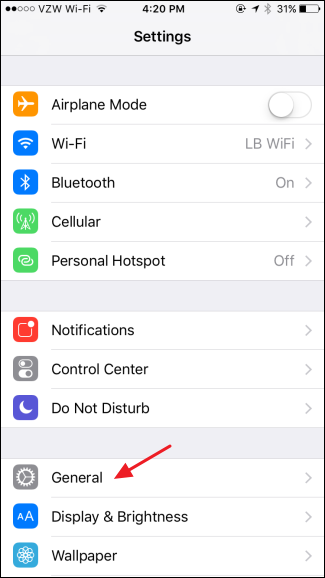 VZW Wi-Fi 4:20 PM 31%
Settings
Airplane Mode
Wi-Fi LB WiFi
Bluetooth On
Cellular
Personal Hotspot Off
Notifications
Control Center
Do Not Disturb
General
AA Display & Brightness
Wallpaper